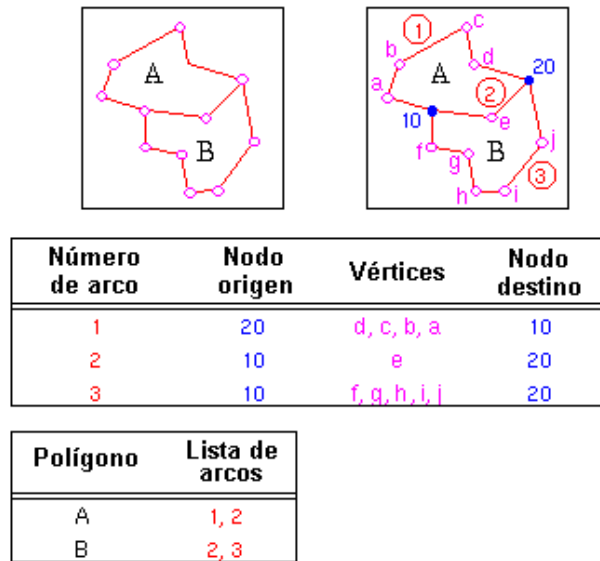 A
B
1
c
b
d
A
20
a
2
10
e
B
f
g
j
3
h
i
Número de arco Nodo origen Vértices Nodo destino
1 20 d, c, b, a 10
2 10 e 20
3 10 f, g, h, i, j 20
Polígono Lista de arcos
A 1, 2
B 2, 3